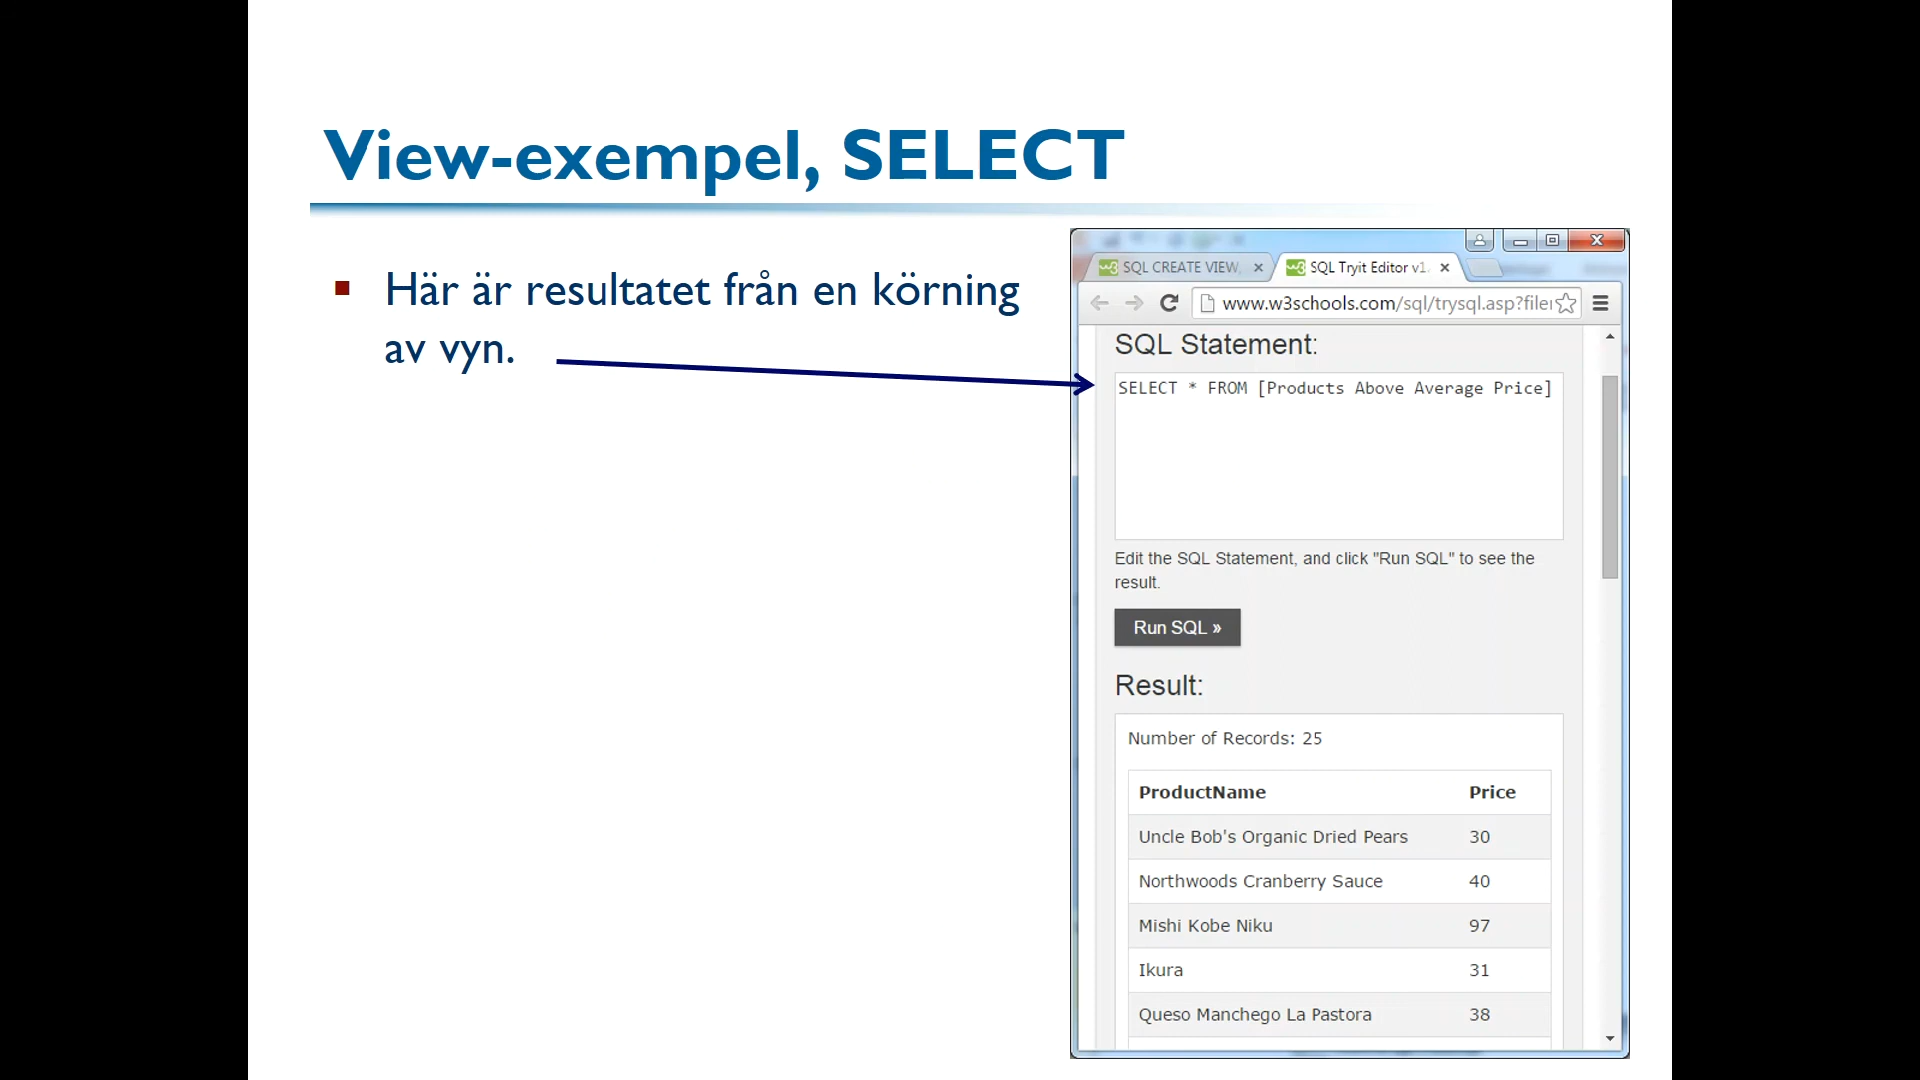 View-exempel, SELECT
Här är resultatet från en körning
av vyn.
SQL CREATE VIEW,
SQL Tryit Editor v1.
www.w3schools.com/sql/trysql.asp?filei
SQL Statement:
SELECT * FROM [Products Above Average Price]
Edit the SQL Statement, and click "Run SQL" to see the
result.
Run SQL »
Result:
Number of Records: 25
ProductName Price
Uncle Bob's Organic Dried Pears 30
Northwoods Cranberry Sauce 40
Mishi Kobe Niku 97
Ikura 31
Queso Manchego La Pastora 38